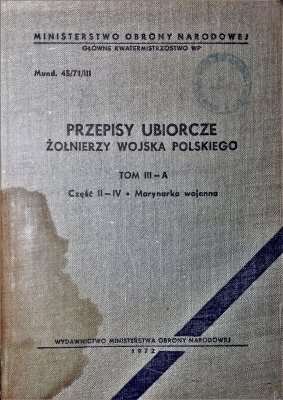 MINISTERSTWO OBRONY NARODOWEJ
GŁÓWNE KWATERMISTRZOSTWO WP
Mund. 45/71/III
PRZEPISY UBIORCZE
ŻOŁNIERZY WOJSKA POLSKIEGO
TOM III-A
Część II-IV • Marynarka wojenna
WYDAWNICTWO MINISTERSTWA OBRONY NARODOWEJ
1972